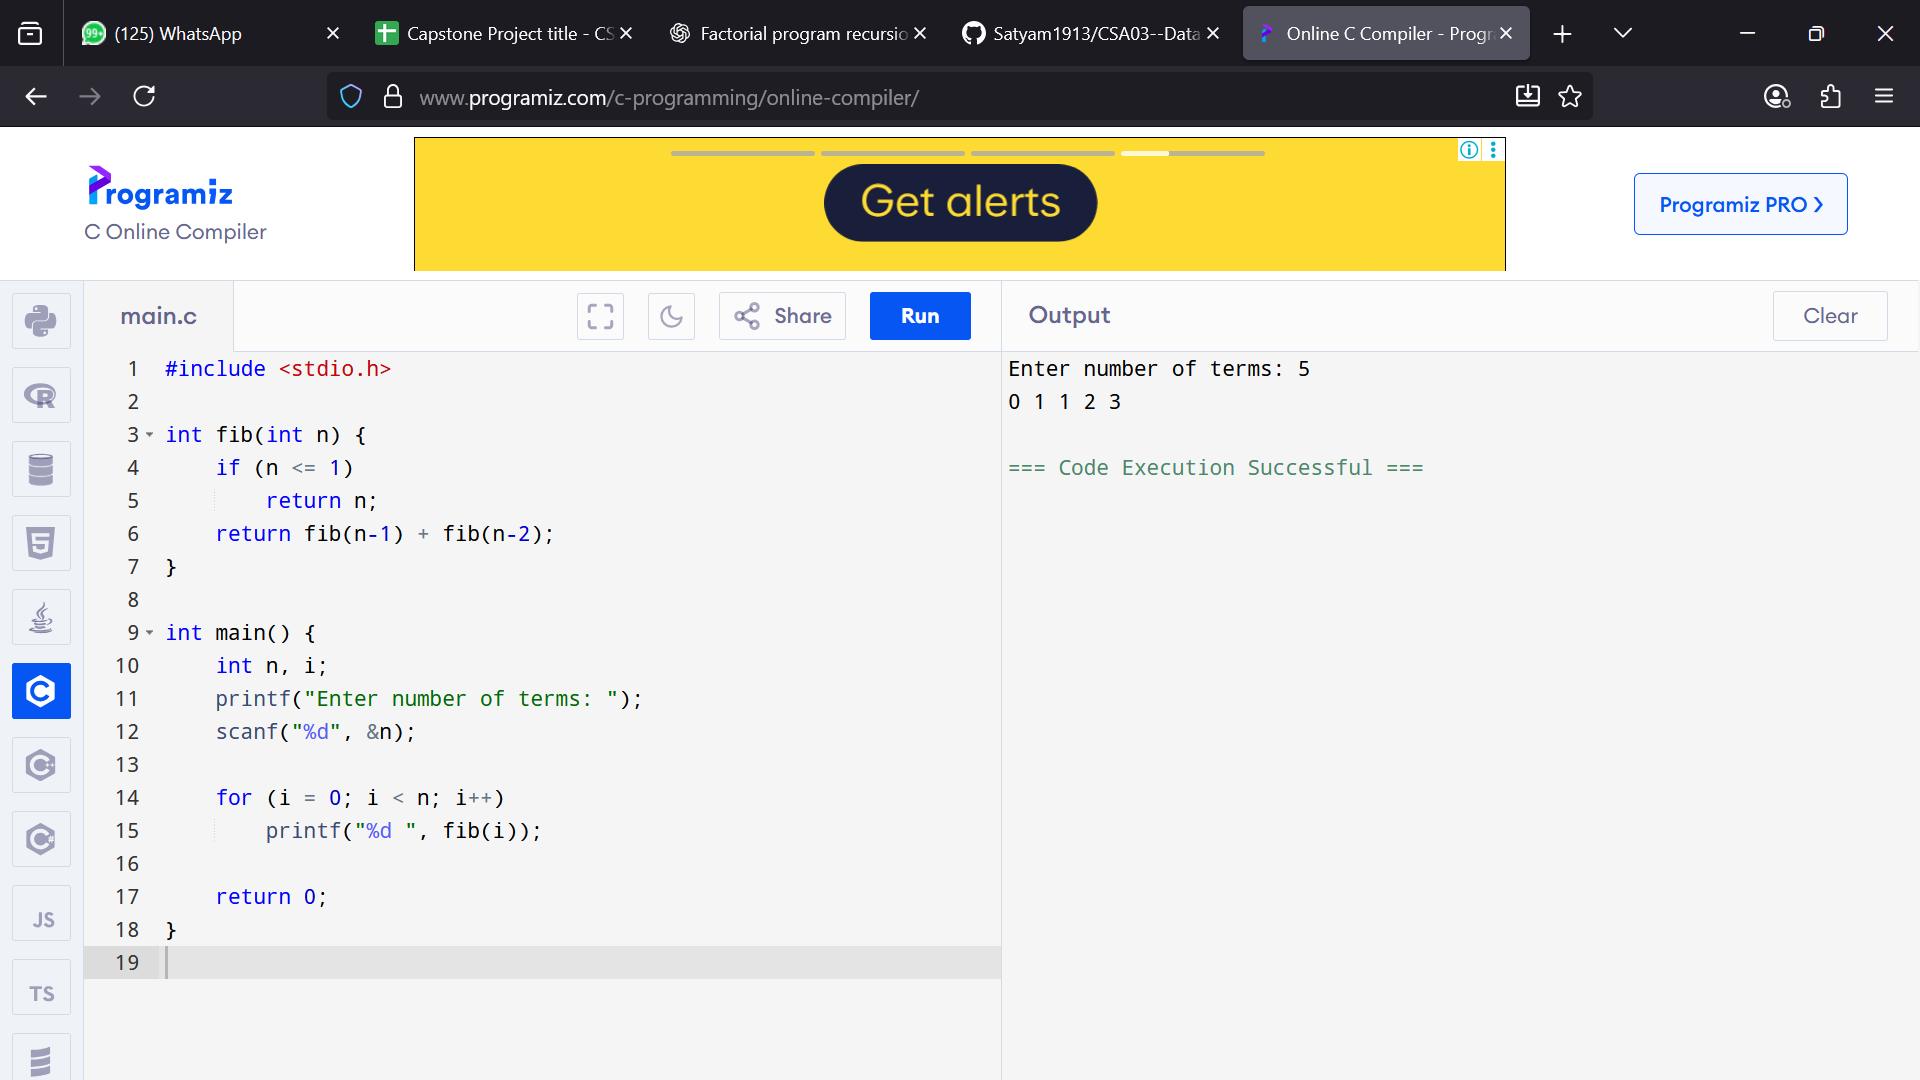 (125) WhatsApp
Capstone Project title - CS
Factorial program recursio
Satyam1913/CSA03--Data
Online C Compiler - Progr
www.programiz.com/c-programming/online-compiler/
Programiz
C Online Compiler
Get alerts
Programiz PRO ›
main.c
Share
Run
Output
Clear
1 #include <stdio.h>
2
3 int fib(int n) {
4     if (n <= 1)
5         return n;
6     return fib(n-1) + fib(n-2);
7 }
8
9 int main() {
10     int n, i;
11     printf("Enter number of terms: ");
12     scanf("%d", &n);
13
14     for (i = 0; i < n; i++)
15         printf("%d ", fib(i));
16
17     return 0;
18 }
19
Enter number of terms: 5
0 1 1 2 3
=== Code Execution Successful ===
JS
TS